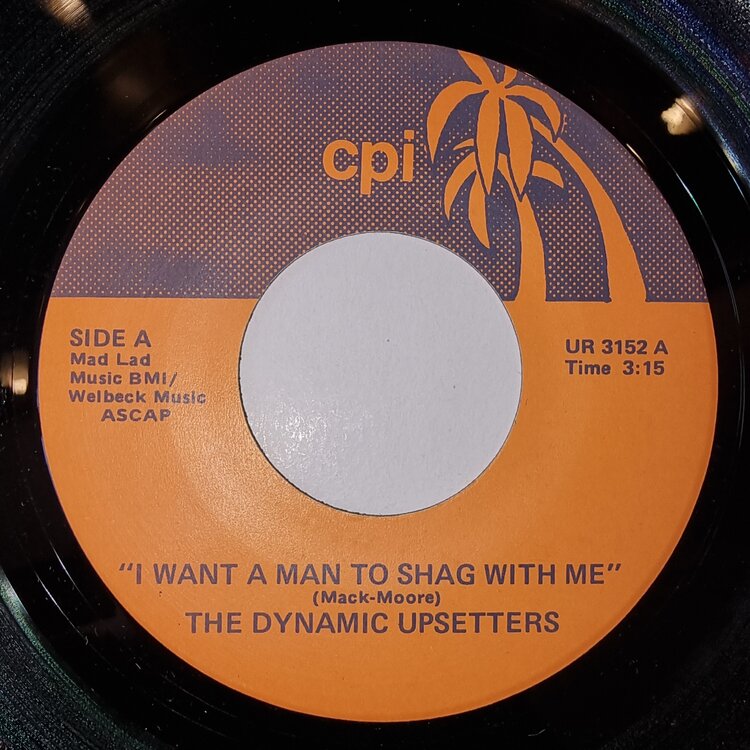 cpi
SIDE A
Mad Lad
Music BMI/
Welbeck Music
ASCAP
UR 3152 A
Time 3:15
"I WANT A MAN TO SHAG WITH ME"
(Mack-Moore)
THE DYNAMIC UPSETTERS